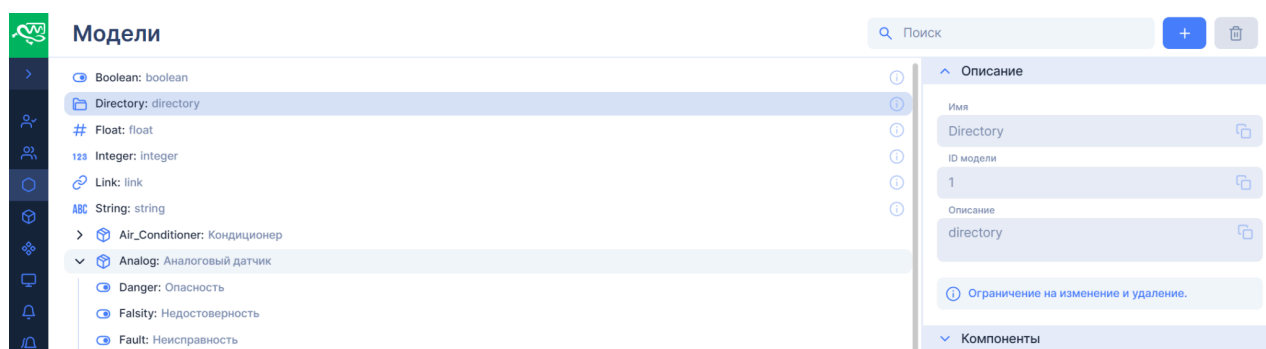 Модели
Поиск
Boolean: boolean
Directory: directory
Float: float
123 Integer: integer
Link: link
ABC String: string
Air_Conditioner: Кондиционер
Analog: Аналоговый датчик
Danger: Опасность
Falsity: Недостоверность
Fault: Неисправность
Описание
Имя
Directory
ID модели
1
Описание
directory
Ограничение на изменение и удаление.
Компоненты